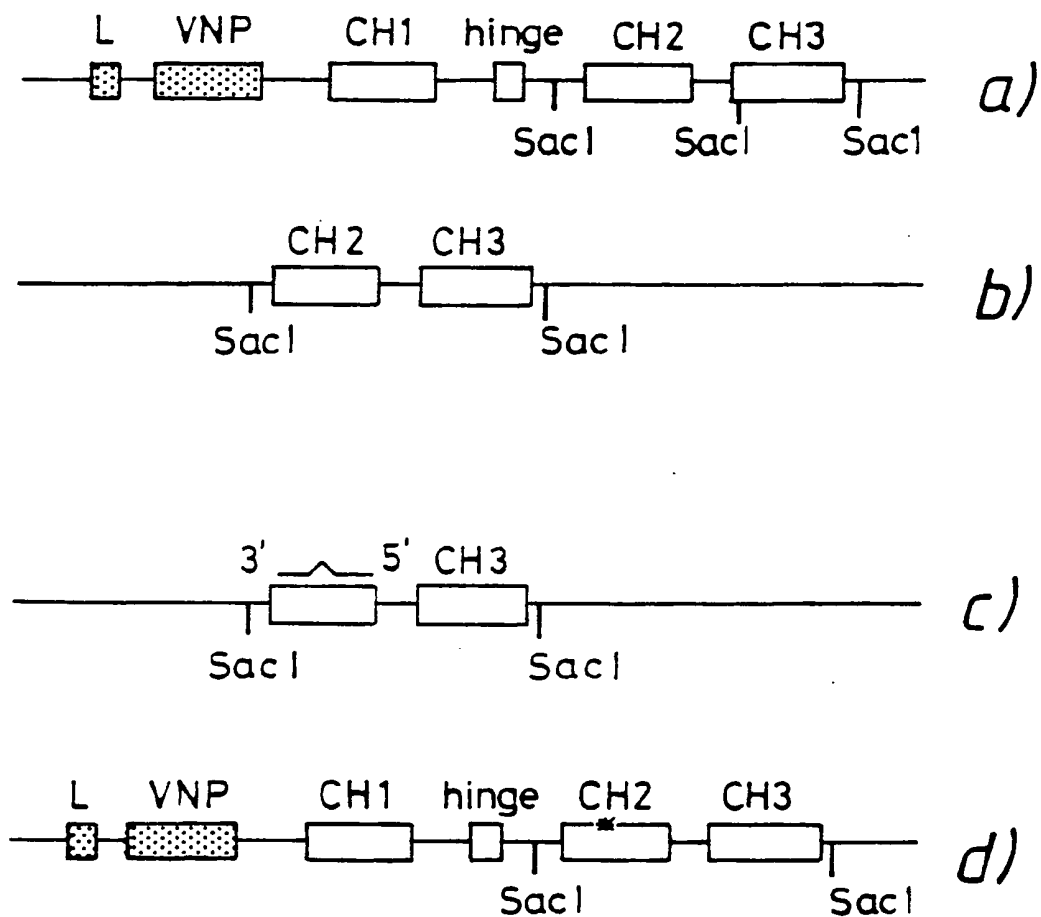 L VNP CH1 hinge CH2 CH3
a)
SacI SacI Sac1
CH2 CH3
b)
SacI SacI
3' 5' CH3
c)
SacI SacI
L VNP CH1 hinge CH2 CH3
d)
SacI SacI